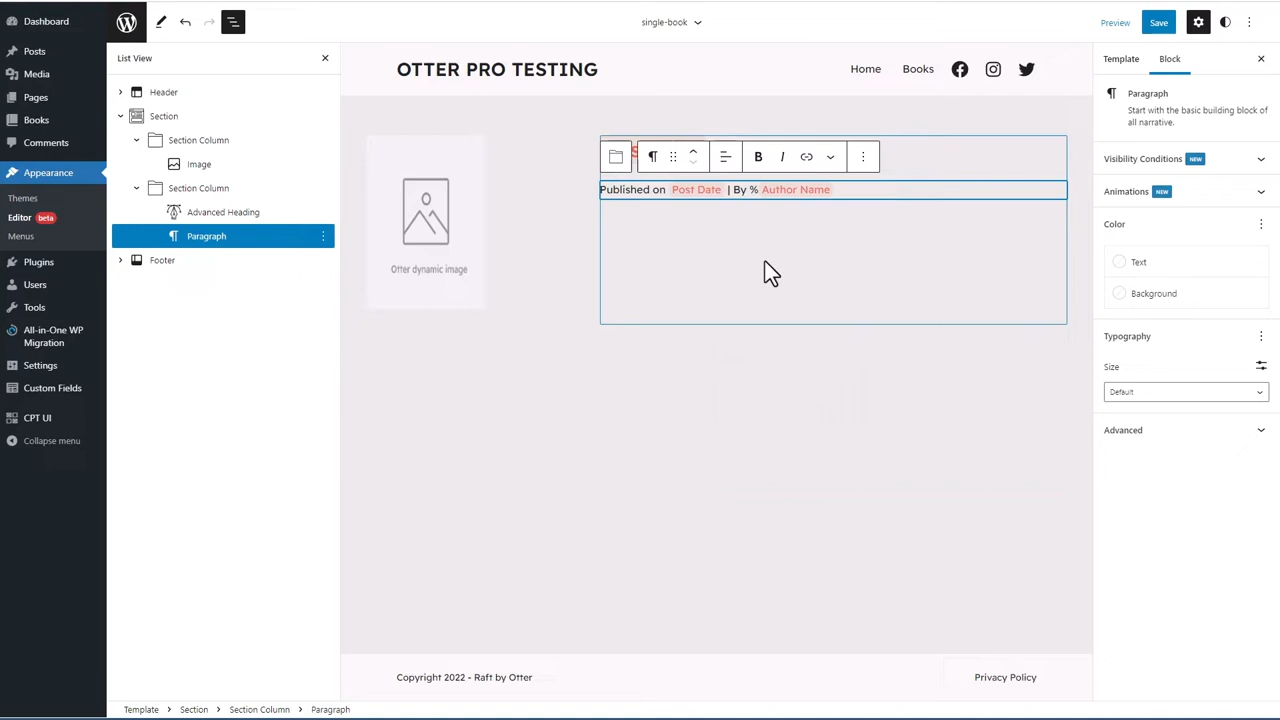 Dashboard
Posts
Media
Pages
Books
Comments
Appearance
Themes
Editor beta
Menus
Plugins
Users
Tools
All-in-One WP
Migration
Settings
Custom Fields
CPT UI
Collapse menu
single-book
Preview
Save
List View
Header
Section
Section Column
Image
Section Column
Advanced Heading
Paragraph
Footer
OTTER PRO TESTING
Home
Books
Otter dynamic image
B
I
Published on Post Date | By % Author Name
Copyright 2022 - Raft by Otter
Privacy Policy
Template
Block
Paragraph
Start with the basic building block of
all narrative.
Visibility Conditions NEW
Animations NEW
Color
Text
Background
Typography
Size
Default
Advanced
Template > Section > Section Column > Paragraph